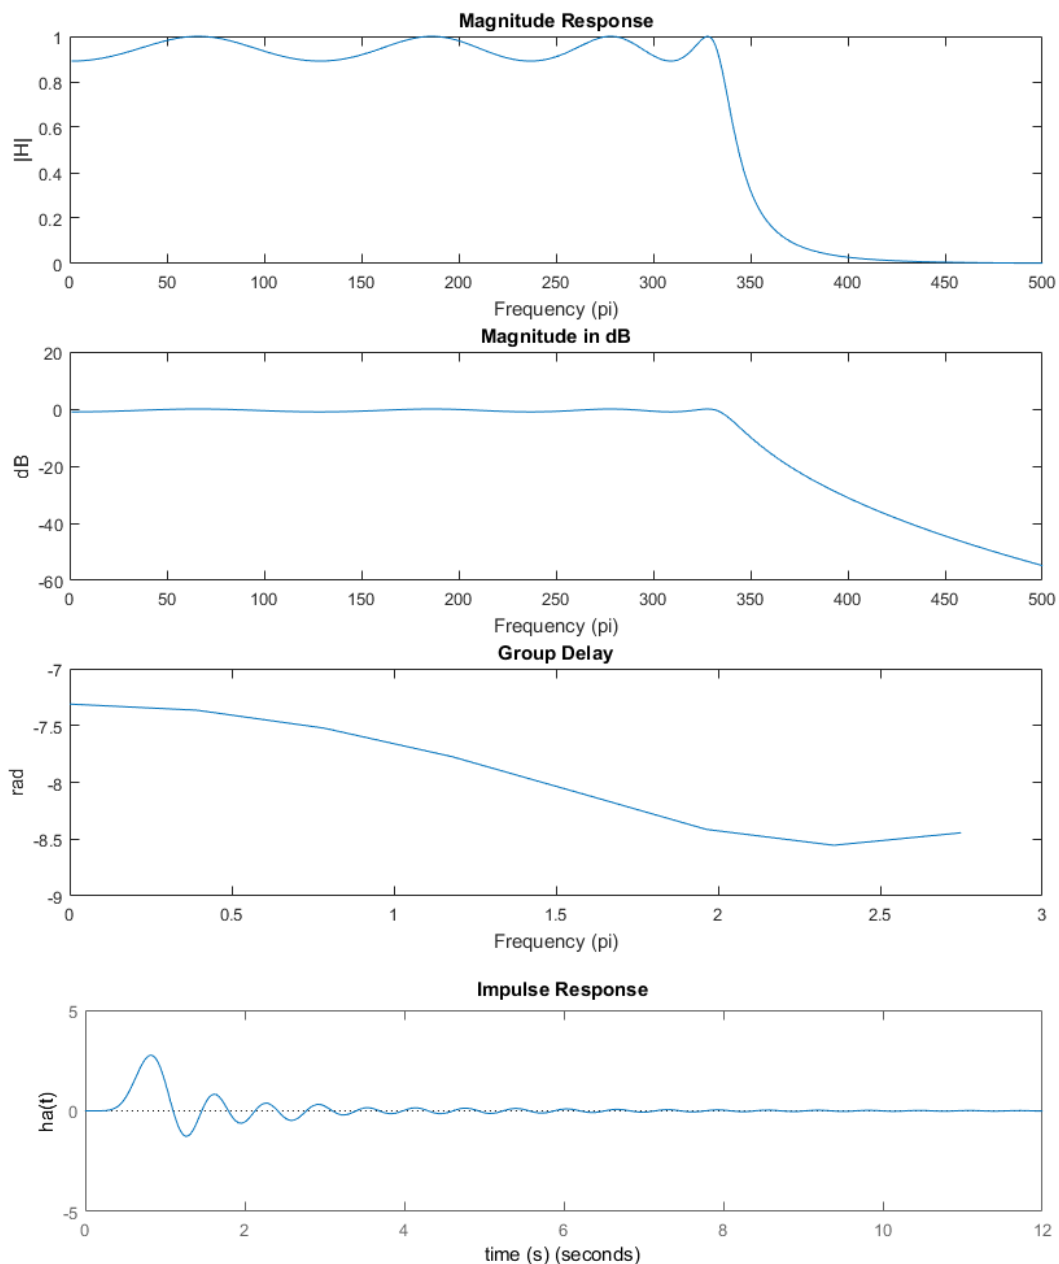 Magnitude Response
1
0.8
0.6
0.4
0.2
0
|H|
0 50 100 150 200 250 300 350 400 450 500
Frequency (pi)
Magnitude in dB
20
0
-20
-40
-60
dB
0 50 100 150 200 250 300 350 400 450 500
Frequency (pi)
Group Delay
-7
-7.5
-8
-8.5
-9
rad
0 0.5 1 1.5 2 2.5 3
Frequency (pi)
Impulse Response
5
0
-5
ha(t)
0 2 4 6 8 10 12
time (s) (seconds)